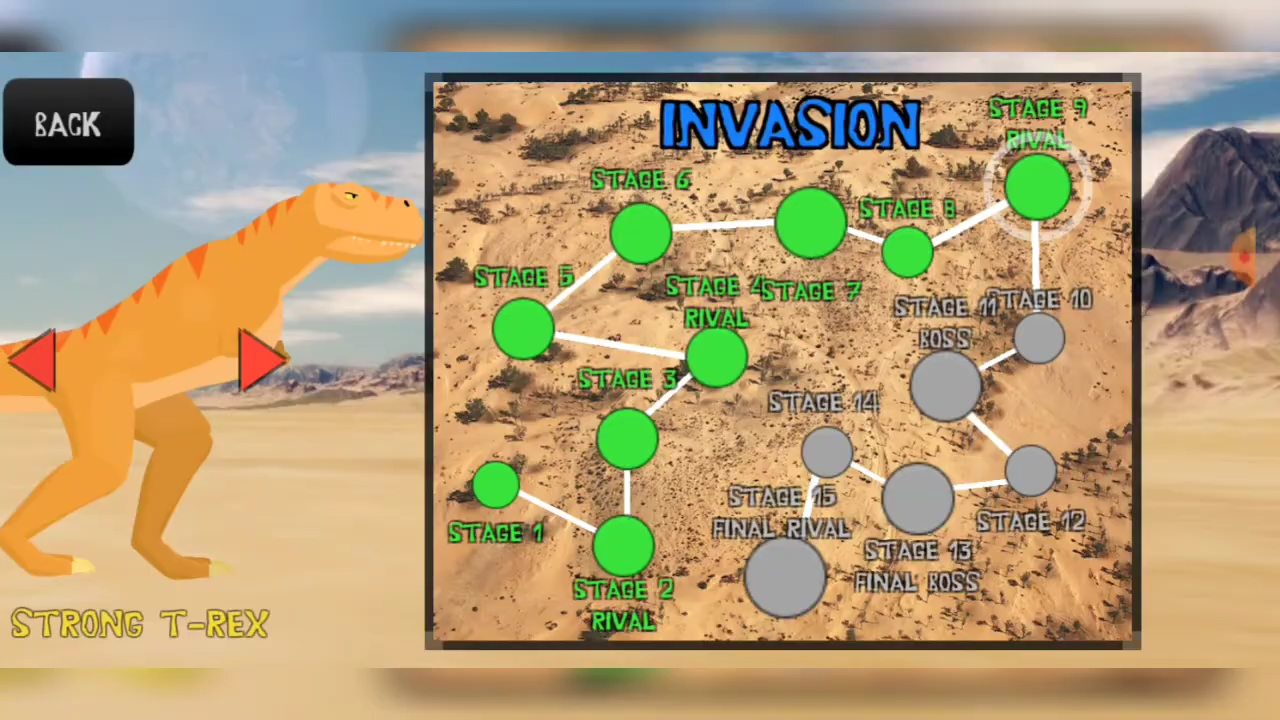 BACK
INVASION
STAGE 9
RIVAL
STAGE 6
STAGE 8
STAGE 5
STAGE 4
RIVAL
STAGE 7
STAGE 11
BOSS
STAGE 10
STAGE 3
STAGE 14
STAGE 15
FINAL RIVAL
STAGE 1
STAGE 12
STAGE 13
FINAL BOSS
STAGE 2
RIVAL
STRONG T-REX